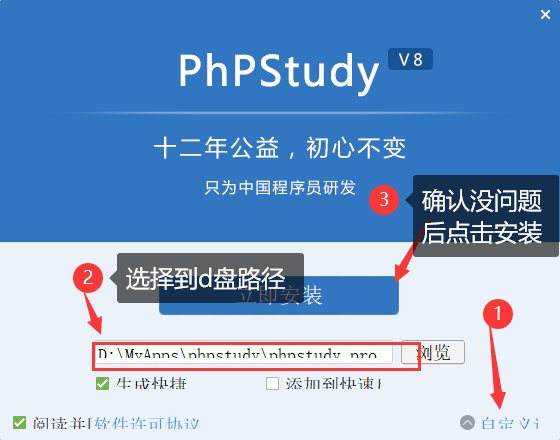 PhPStudy V8
十二年公益，初心不变
只为中国程序员研发
3 确认没问题
后点击安装
2 选择到d盘路径
立即安装
1
D:\MyApps\phpstudy\phpstudy_pro
浏览
生成快捷 添加到快速
阅读并 软件许可协议
自定义